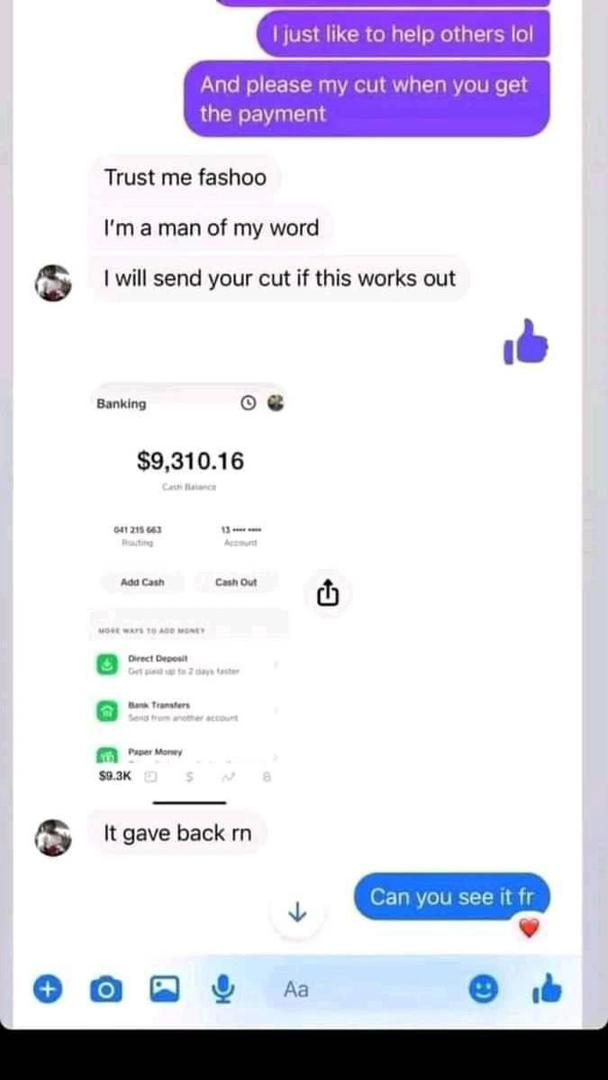 I just like to help others lol
And please my cut when you get
the payment
Trust me fashoo
I'm a man of my word
I will send your cut if this works out
Banking
$9,310.16
Cash Balance
041 215 663
13 •••• ••••
Routing
Account
Add Cash
Cash Out
MORE WAYS TO ADD MONEY
Direct Deposit
Get paid up to 2 days faster
Bank Transfers
Send from another account
Paper Money
$9.3K
$
8
It gave back rn
Can you see it fr
Aa